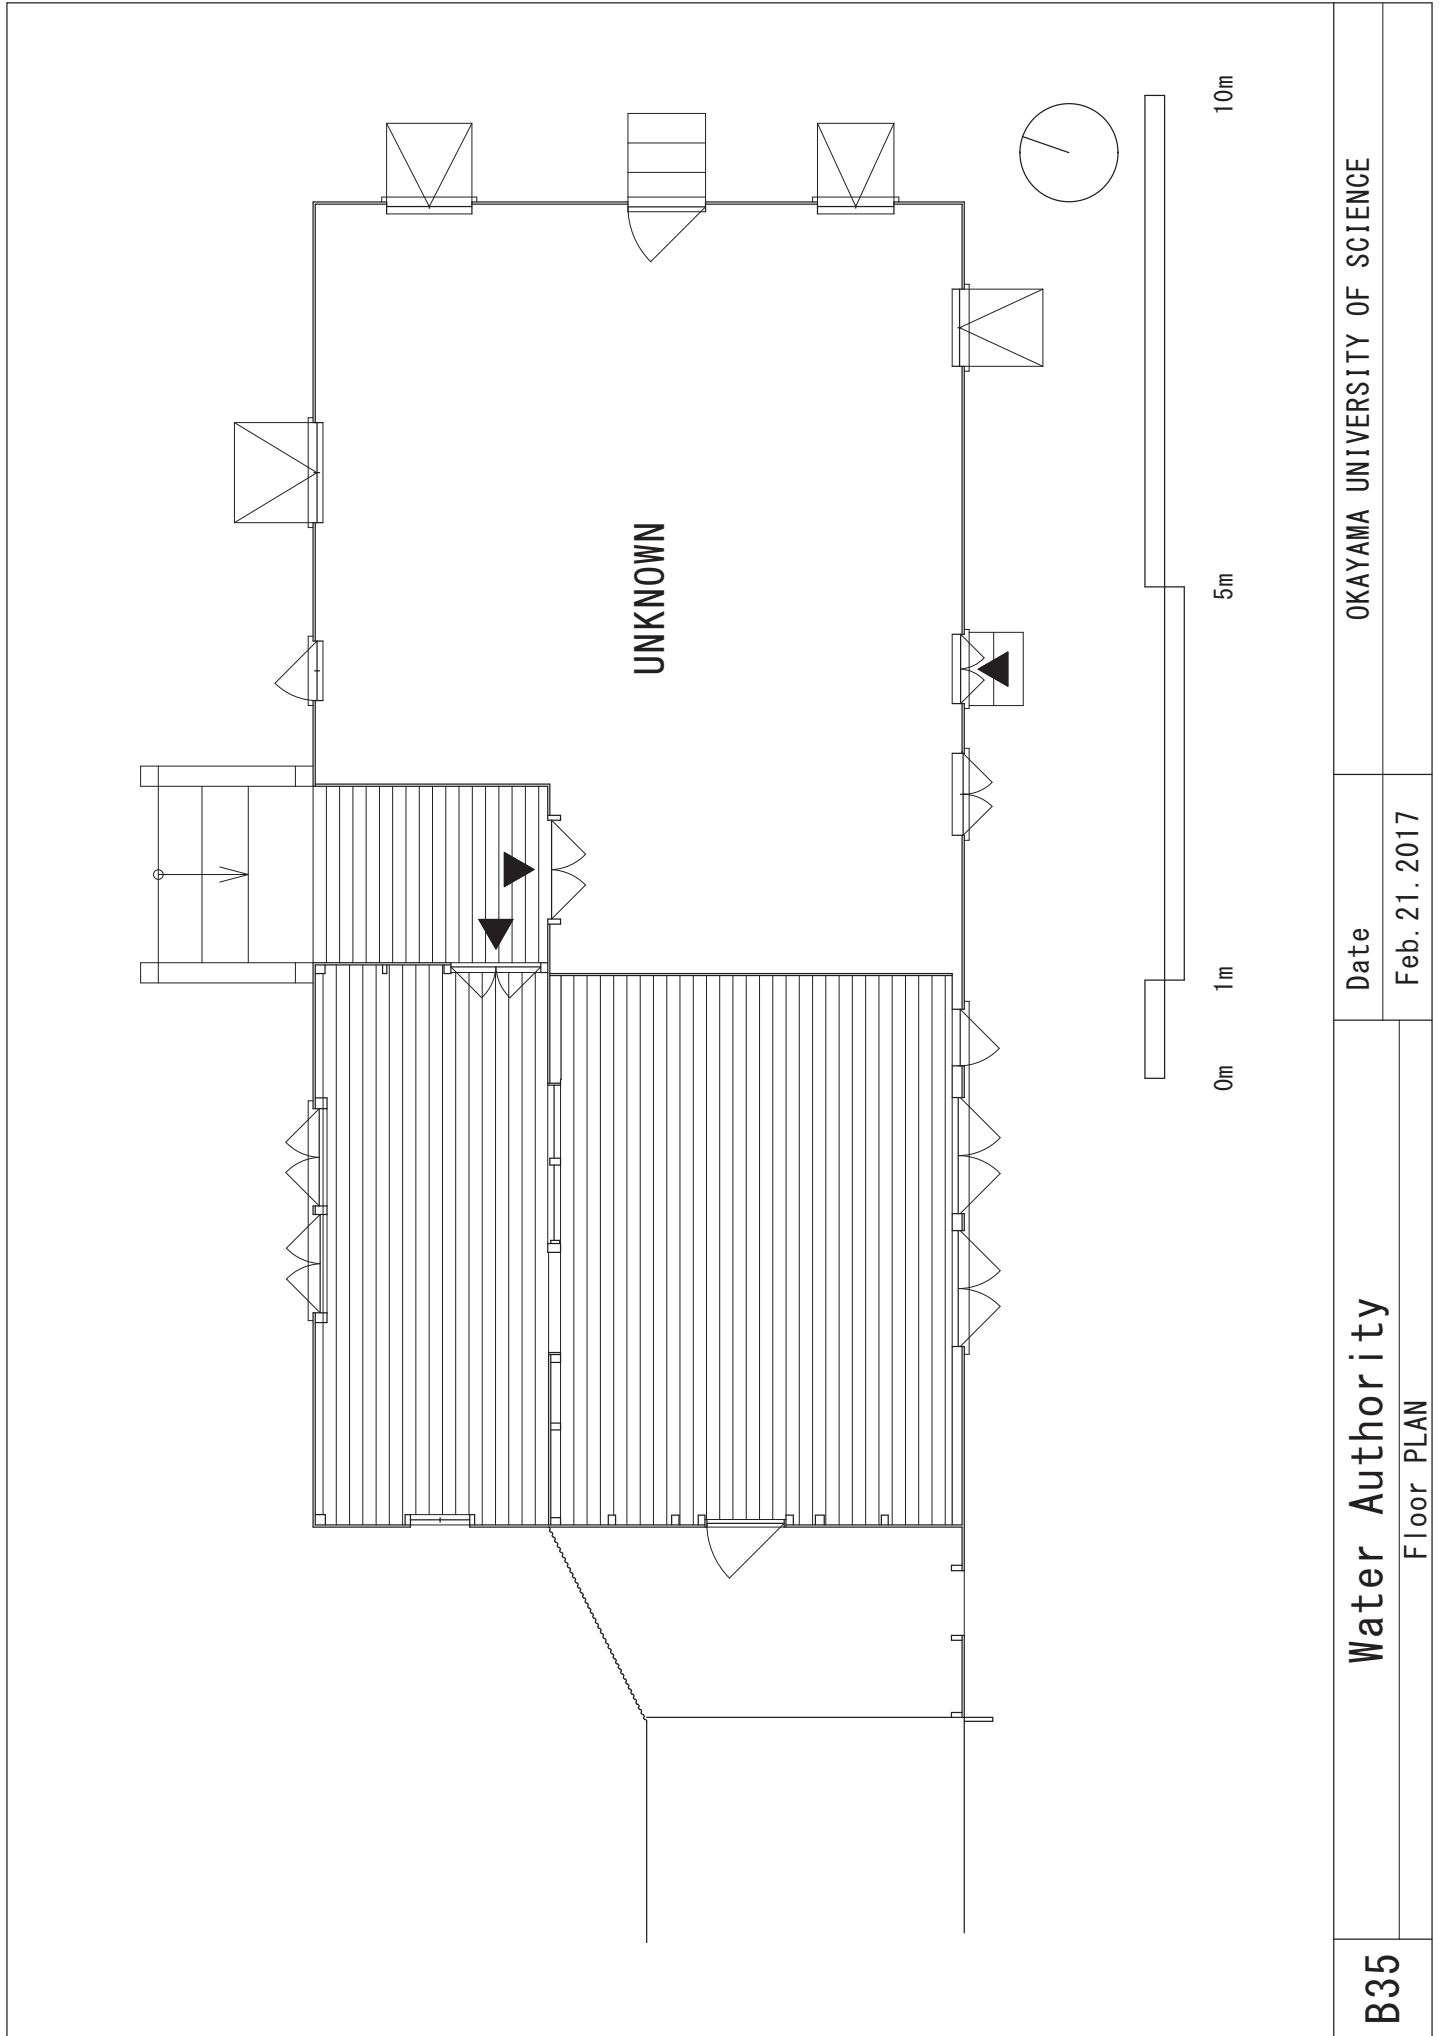 UNKNOWN
0m
1m
5m
10m
B35
Water Authority
Floor PLAN
Date
Feb.21.2017
OKAYAMA UNIVERSITY OF SCIENCE